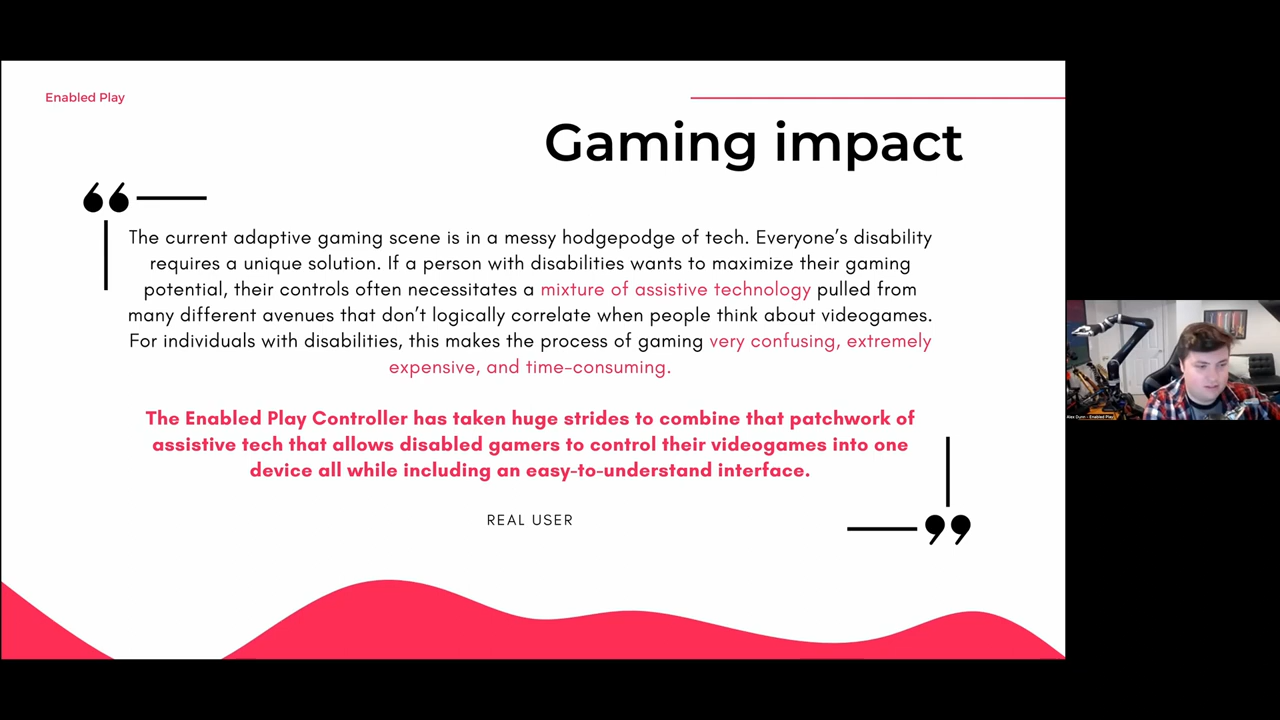 Enabled Play
Gaming impact
The current adaptive gaming scene is in a messy hodgepodge of tech. Everyone’s disability
requires a unique solution. If a person with disabilities wants to maximize their gaming
potential, their controls often necessitates a mixture of assistive technology pulled from
many different avenues that don’t logically correlate when people think about videogames.
For individuals with disabilities, this makes the process of gaming very confusing, extremely
expensive, and time-consuming.
The Enabled Play Controller has taken huge strides to combine that patchwork of
assistive tech that allows disabled gamers to control their videogames into one
device all while including an easy-to-understand interface.
REAL USER
Alex Dunn - Enabled Play